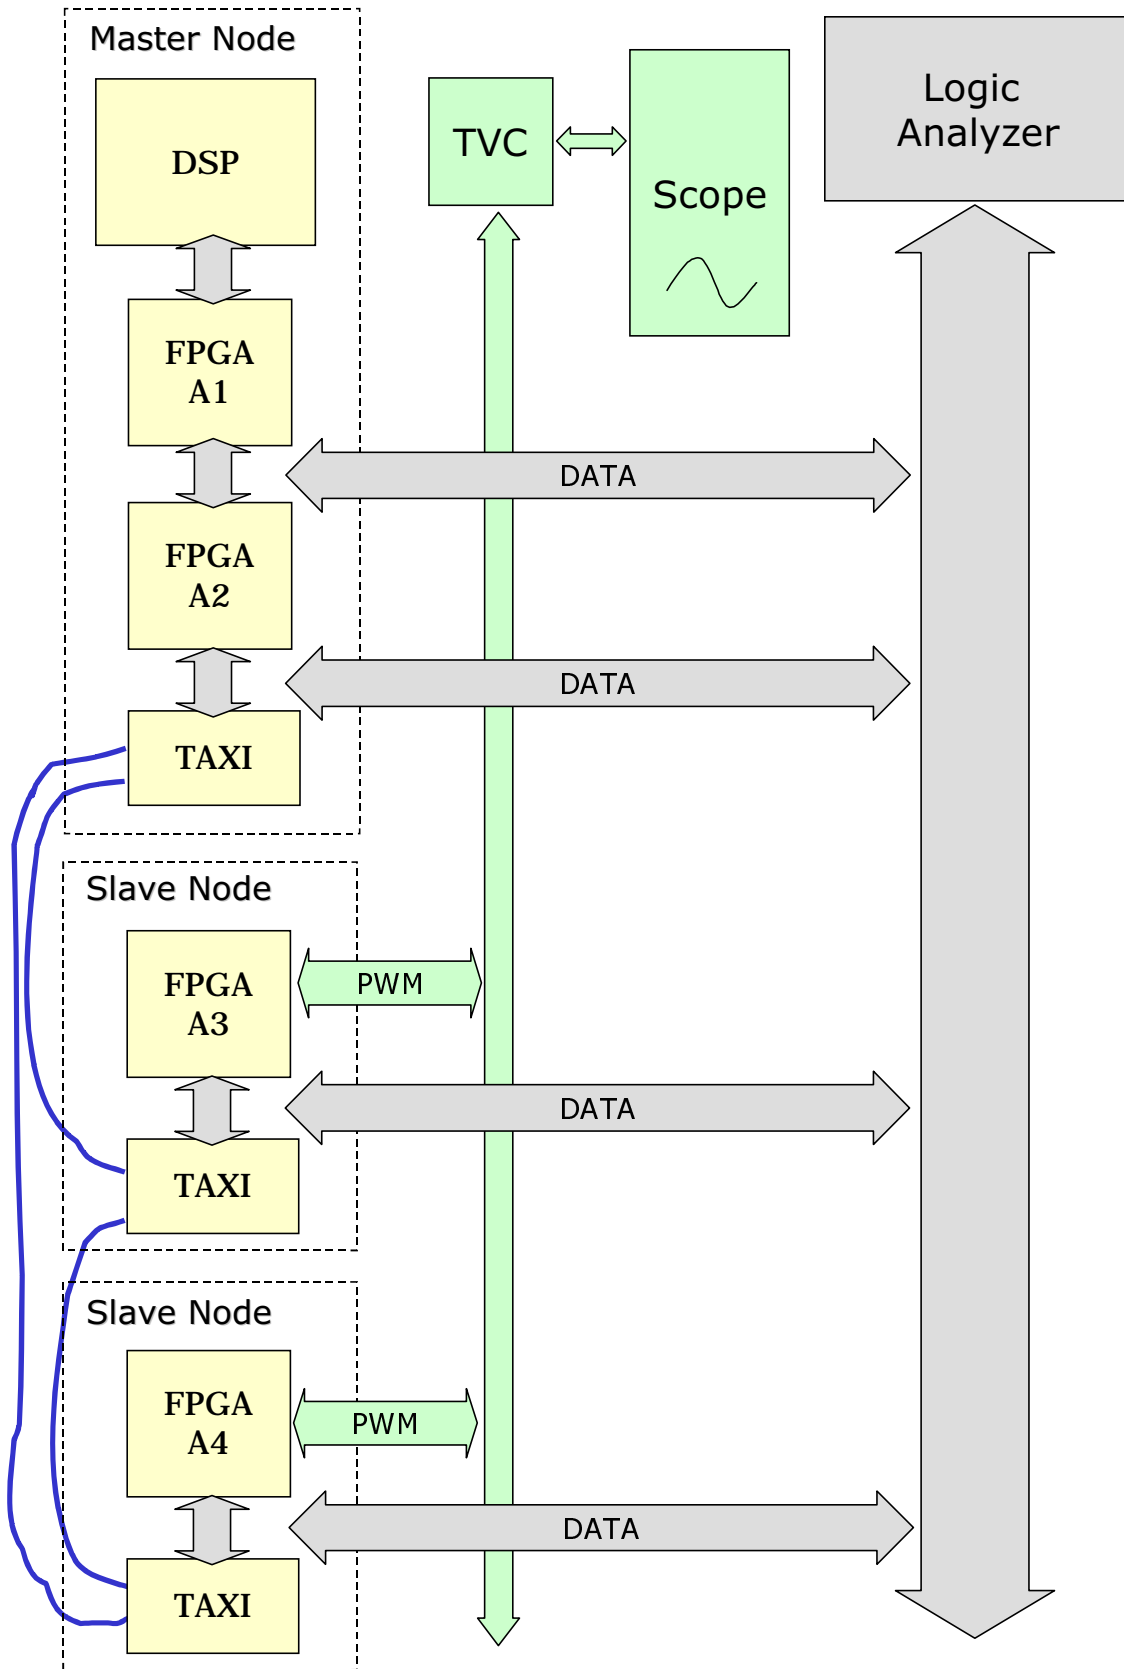 Master Node
DSP
FPGA
A1
FPGA
A2
TAXI
TVC
Scope
Logic
Analyzer
DATA
DATA
Slave Node
FPGA
A3
PWM
DATA
TAXI
Slave Node
FPGA
A4
PWM
DATA
TAXI